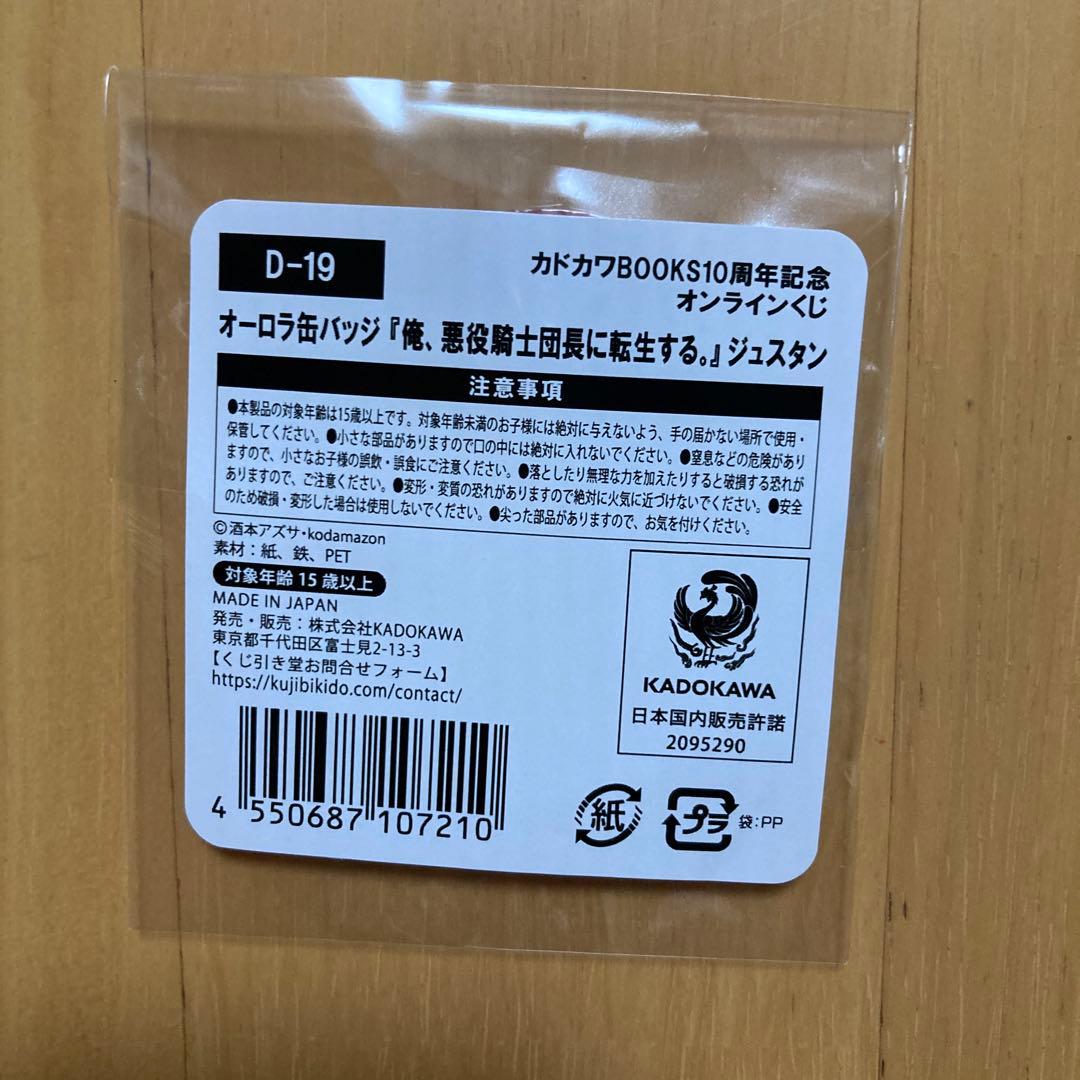 D-19
カドカワBOOKS10周年記念
オンラインくじ
オーロラ缶バッジ『俺、悪役騎士団長に転生する。』ジュスタン
注意事項
●本製品の対象年齢は15歳以上です。対象年齢未満のお子様には絶対に与えないよう、手の届かない場所で使用・
保管してください。●小さな部品がありますので口の中には絶対に入れないでください。●窒息などの危険があり
ますので、小さなお子様の誤飲・誤食にご注意ください。●落としたり無理な力を加えたりすると破損する恐れが
ありますので、ご注意ください。●変形・変質の恐れがありますので絶対に火気に近づけないでください。●安全
のため破損・変形した場合は使用しないでください。●尖った部品がありますので、お気を付けください。
©酒本アズサ・kodamazon
素材：紙、鉄、PET
対象年齢15歳以上
MADE IN JAPAN
発売・販売：株式会社KADOKAWA
東京都千代田区富士見2-13-3
【くじ引き堂お問合せフォーム】
https://kujibikido.com/contact/
KADOKAWA
日本国内販売許諾
2095290
4 550687 107210
紙
プラ
袋：PP